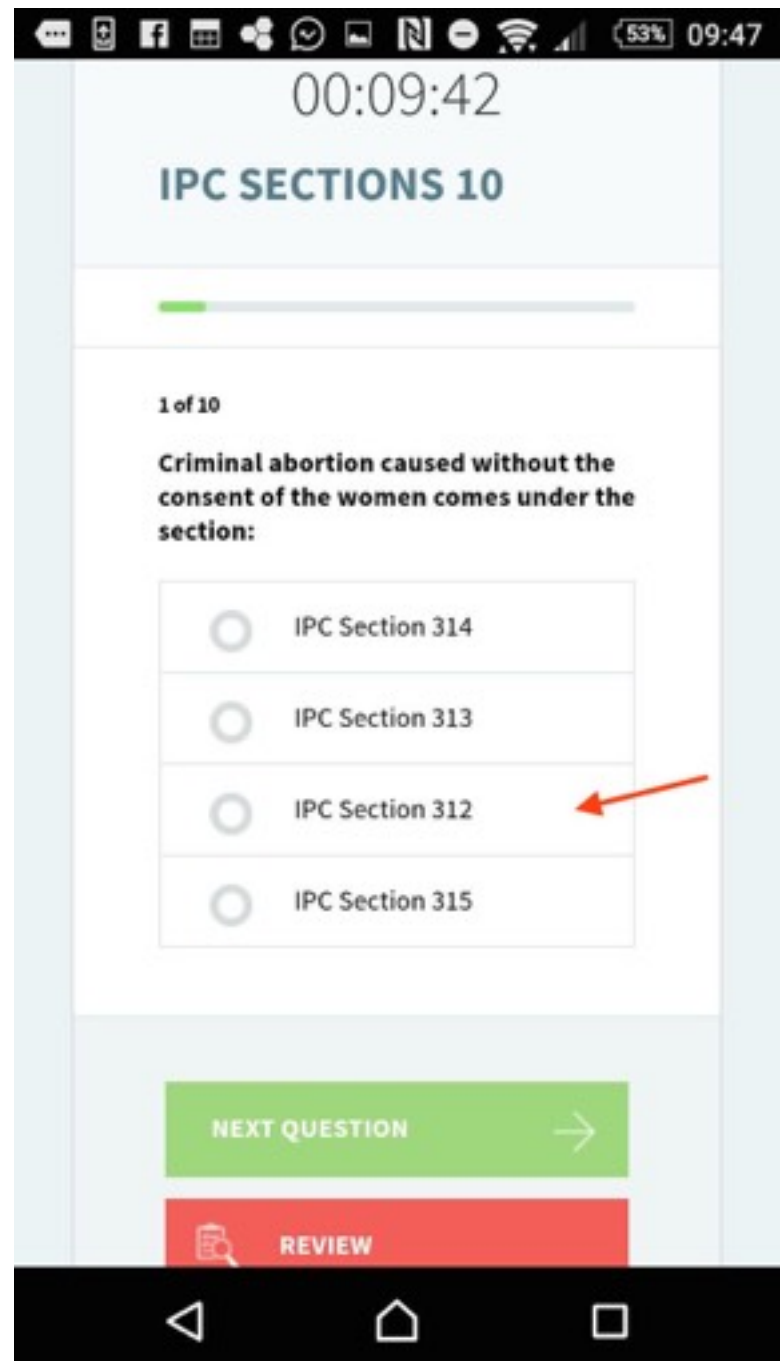 53% 09:47
00:09:42
IPC SECTIONS 10
1 of 10
Criminal abortion caused without the
consent of the women comes under the
section:
IPC Section 314
IPC Section 313
IPC Section 312
IPC Section 315
NEXT QUESTION
REVIEW